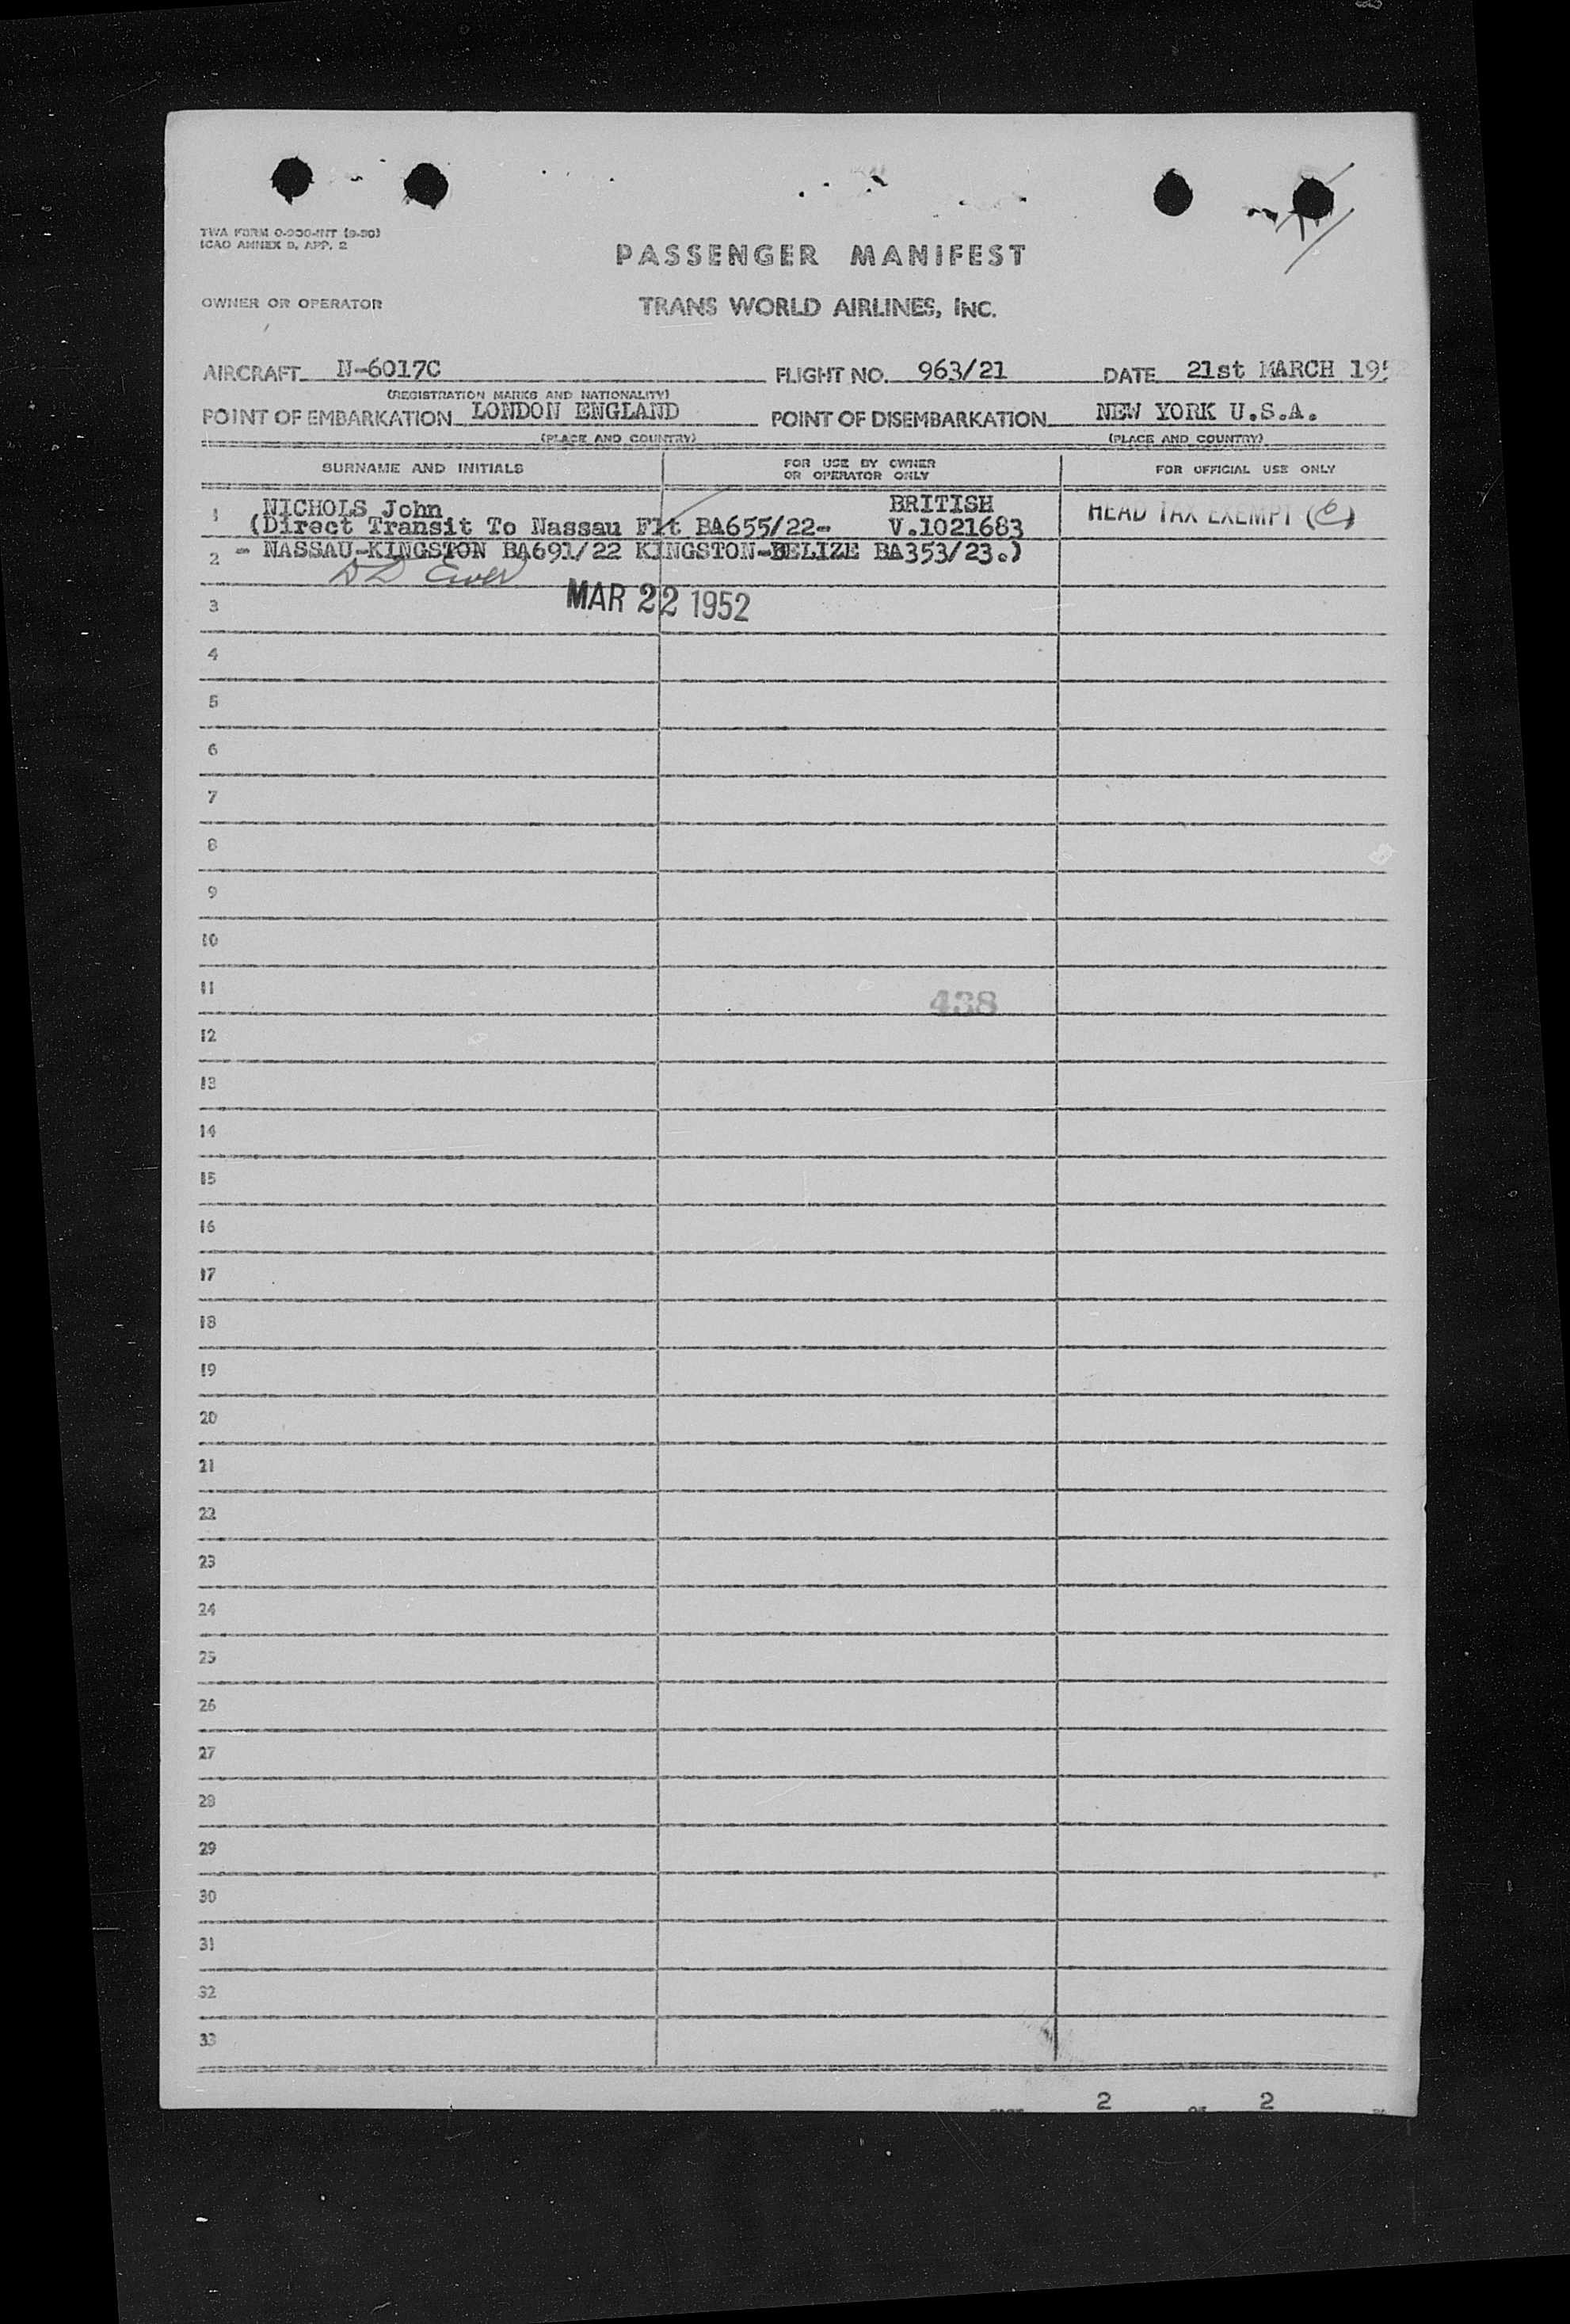 TWA FORM O-930-INT (9-50)
ICAO ANNEX 9, APP. 2
PASSENGER MANIFEST
OWNER OR OPERATOR
TRANS WORLD AIRLINES, INC.
AIRCRAFT N-6017C FLIGHT NO. 963/21 DATE 21st MARCH 195
(REGISTRATION MARKS AND NATIONALITY)
POINT OF EMBARKATION LONDON ENGLAND POINT OF DISEMBARKATION NEW YORK U.S.A.
(PLACE AND COUNTRY) (PLACE AND COUNTRY)
SURNAME AND INITIALS FOR USE BY OWNER OR OPERATOR ONLY FOR OFFICIAL USE ONLY
1 NICHOLS John BRITISH HEAD TAX EXEMPT (C)
(Direct Transit To Nassau Flt BA655/22- V.1021683
2 - NASSAU-KINGSTON BA691/22 KINGSTON-BELIZE BA353/23.)
3 MAR 22 1952
4
5
6
7
8
9
10
11 438
12
13
14
15
16
17
18
19
20
21
22
23
24
25
26
27
28
29
30
31
32
33
2 OF 2